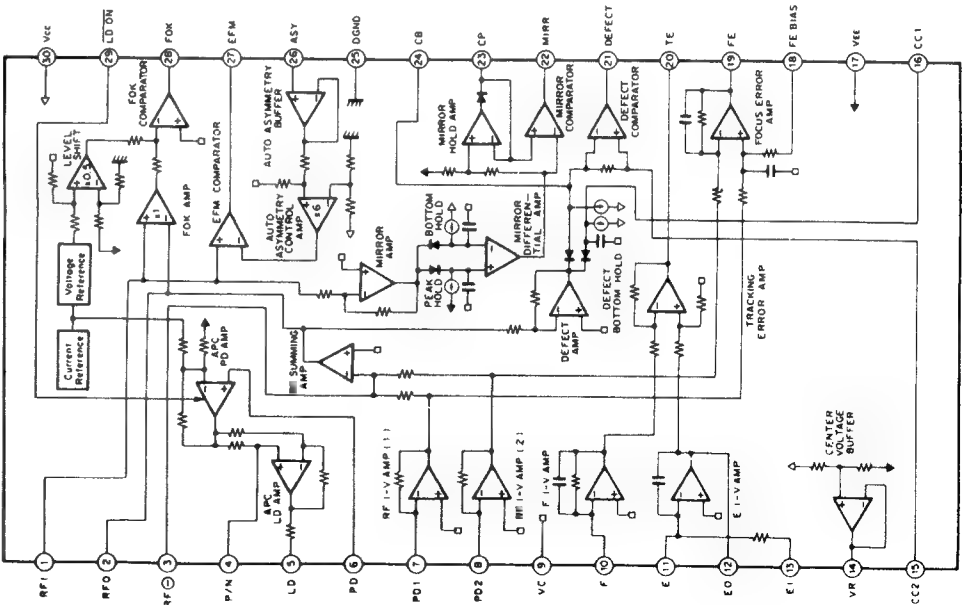 Vcc 30
LD ON 29
FOK 28
EFM 27
ASY 26
DGND 25
CB 24
CP 23
MIRR 22
DEFECT 21
TE 20
FE 19
FE BIAS 18
VEE 17
CC1 16
FOK COMPARATOR
LEVEL SHIFT
FOK AMP
EFM COMPARATOR
AUTO ASYMMETRY BUFFER
AUTO ASYMMETRY CONTROL AMP
MIRROR AMP
BOTTOM HOLD
PEAK HOLD
MIRROR HOLD AMP
MIRROR COMPARATOR
MIRROR DIFFERENTIAL AMP
DEFECT COMPARATOR
DEFECT AMP
DEFECT BOTTOM HOLD
TRACKING ERROR AMP
FOCUS ERROR AMP
Voltage Reference
Current Reference
APC PD AMP
APC LD AMP
SUMMING AMP
RF I-V AMP (1)
I-V AMP (2)
F I-V AMP
E I-V AMP
CENTER VOLTAGE BUFFER
RF1 1
RFO 2
RF(-) 3
P/N 4
LD 5
PD 6
PD1 7
PD2 8
VC 9
F 10
E 11
EO 12
EI 13
VR 14
CC2 15